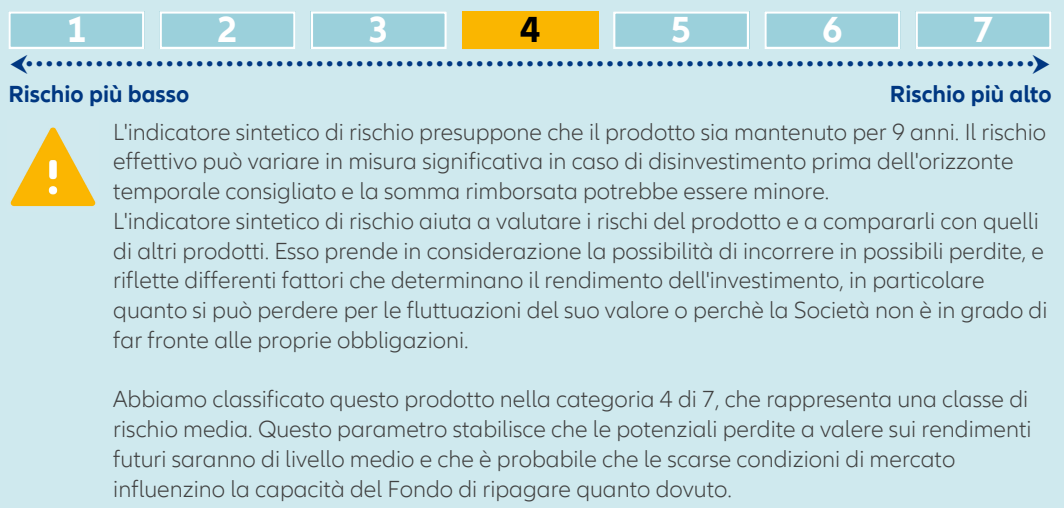 1 2 3 4 5 6 7
Rischio più basso Rischio più alto
L'indicatore sintetico di rischio presuppone che il prodotto sia mantenuto per 9 anni. Il rischio
effettivo può variare in misura significativa in caso di disinvestimento prima dell'orizzonte
temporale consigliato e la somma rimborsata potrebbe essere minore.
L'indicatore sintetico di rischio aiuta a valutare i rischi del prodotto e a compararli con quelli
di altri prodotti. Esso prende in considerazione la possibilità di incorrere in possibili perdite, e
riflette differenti fattori che determinano il rendimento dell'investimento, in particolare
quanto si può perdere per le fluttuazioni del suo valore o perchè la Società non è in grado di
far fronte alle proprie obbligazioni.
Abbiamo classificato questo prodotto nella categoria 4 di 7, che rappresenta una classe di
rischio media. Questo parametro stabilisce che le potenziali perdite a valere sui rendimenti
futuri saranno di livello medio e che è probabile che le scarse condizioni di mercato
influenzino la capacità del Fondo di ripagare quanto dovuto.